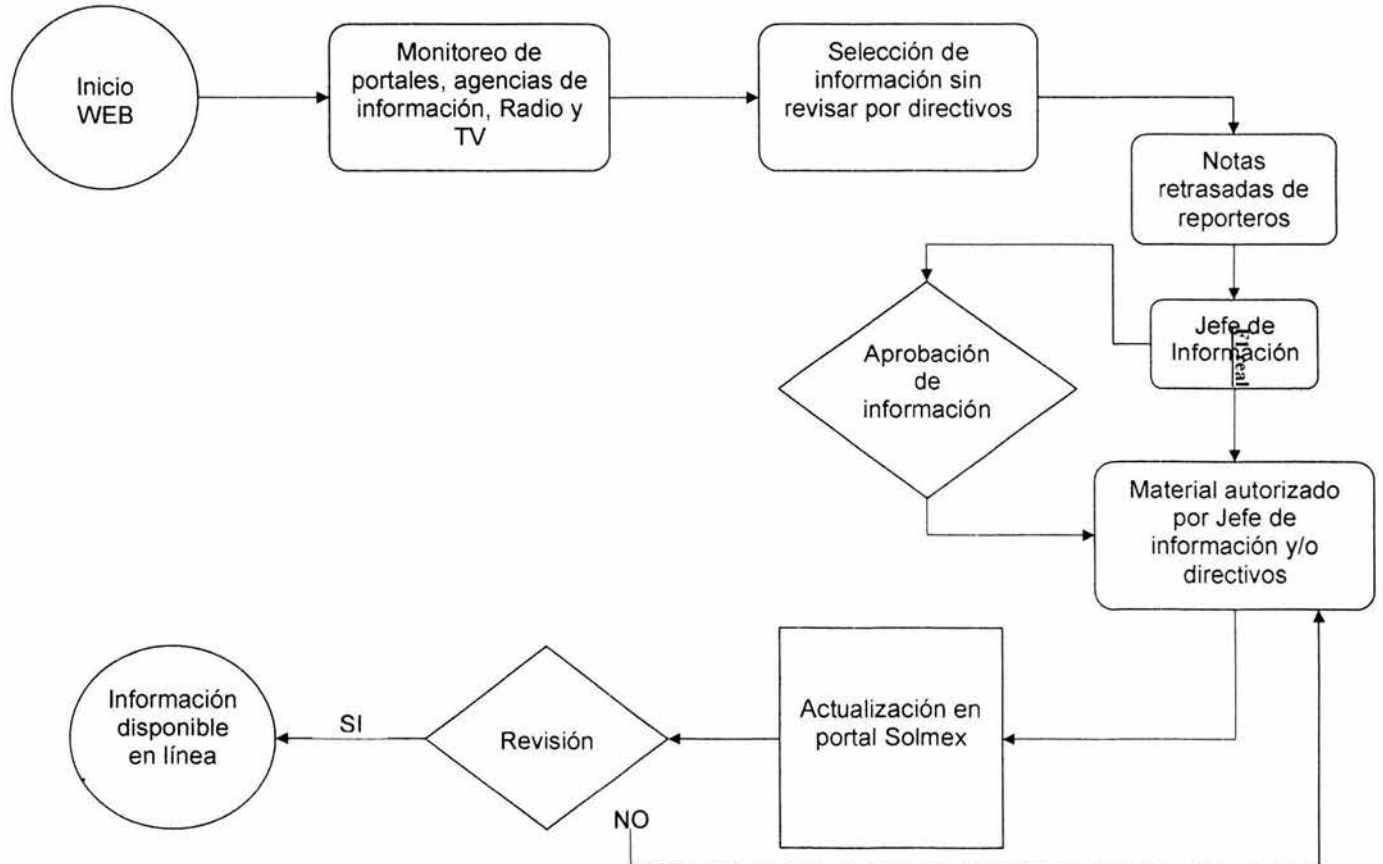 Inicio
WEB
Monitoreo de
portales, agencias de
información, Radio y
TV
Selección de
información sin
revisar por directivos
Notas
retrasadas de
reporteros
Jefe de
Información
Aprobación
de
información
Material autorizado
por Jefe de
información y/o
directivos
Actualización en
portal Solmex
Revisión
SI
NO
Información
disponible
en línea